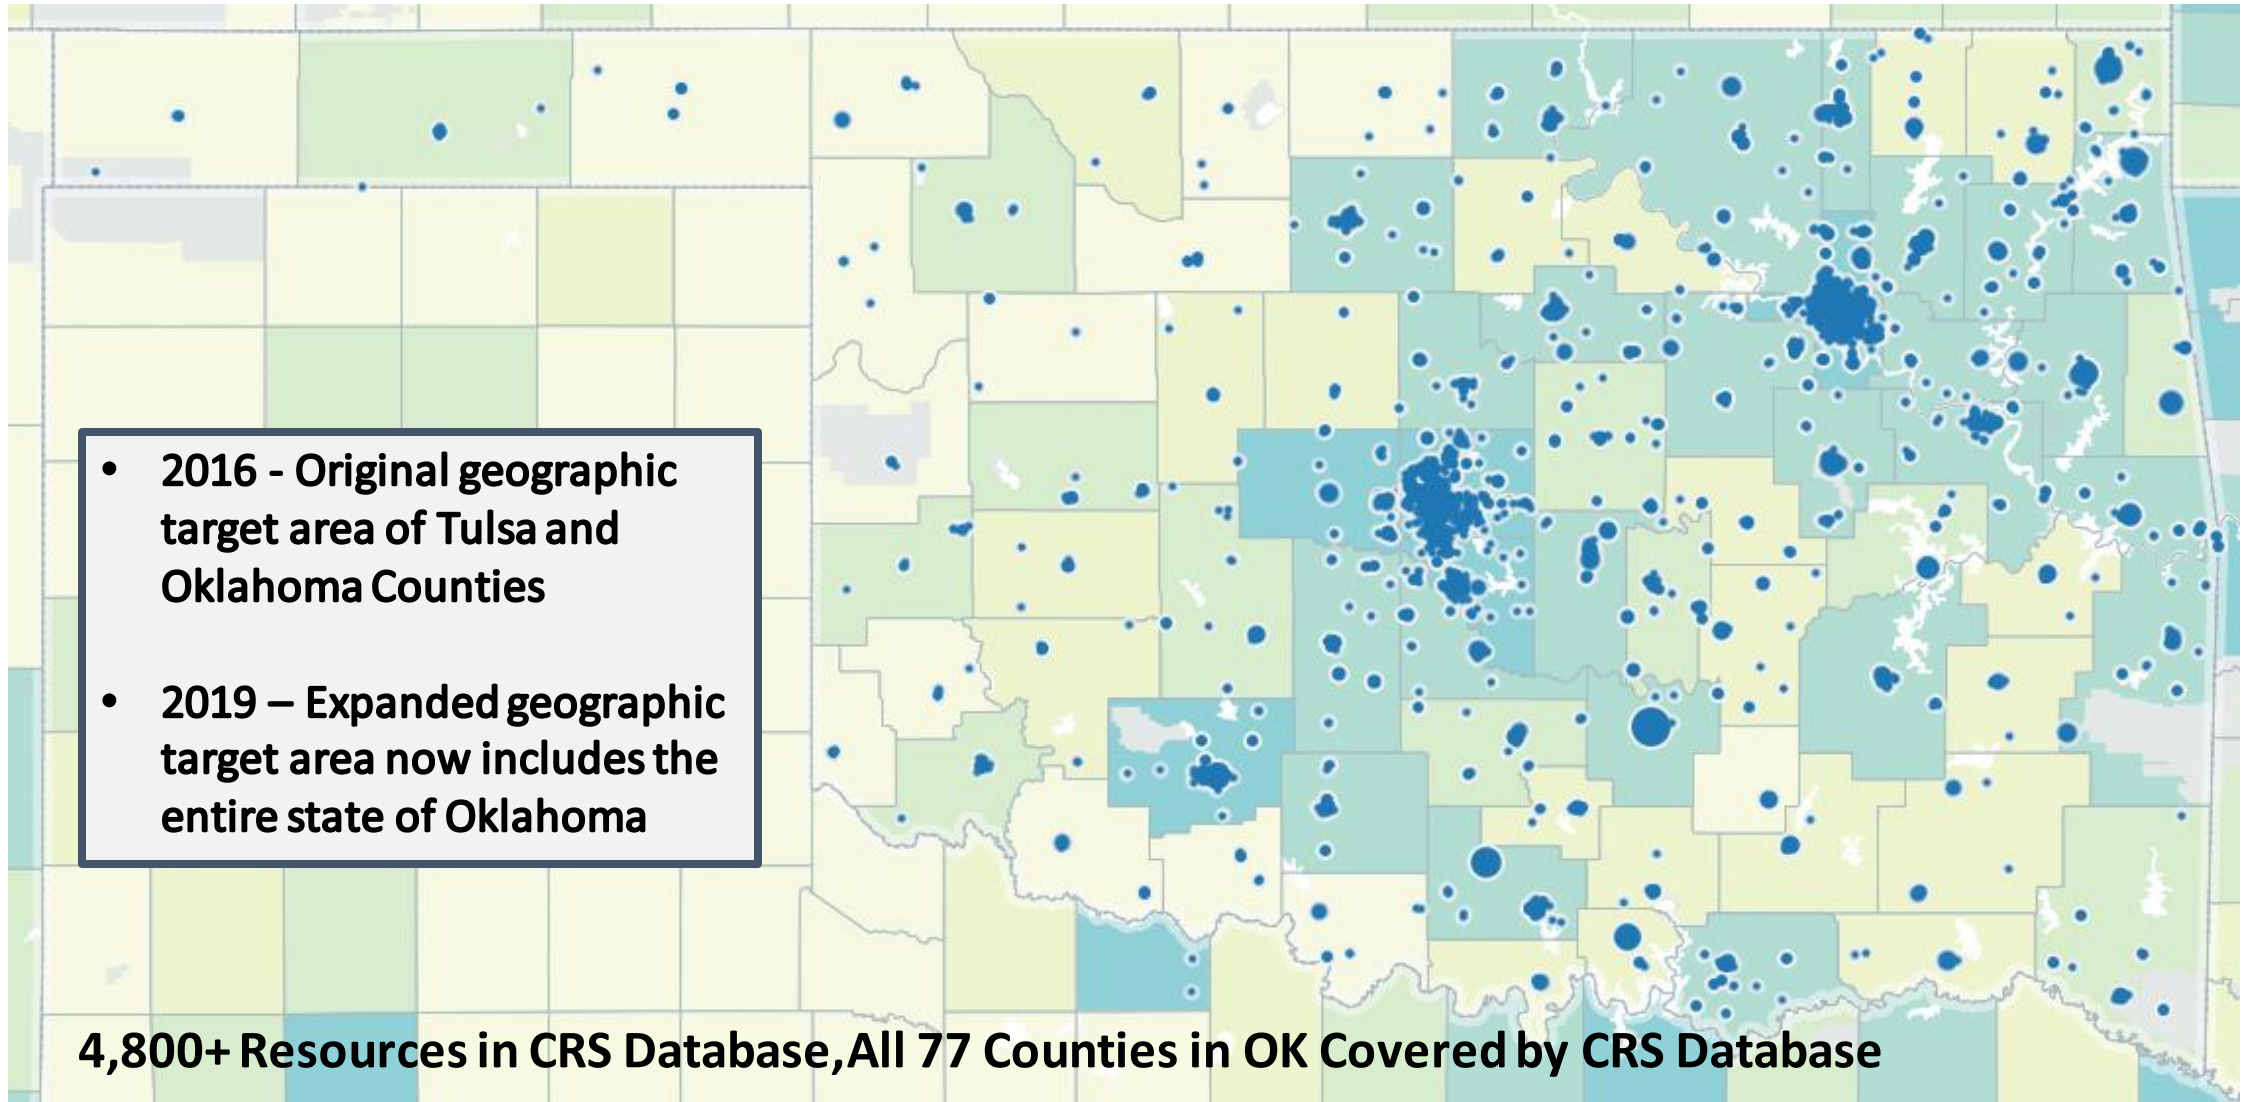 • 2016 - Original geographic
target area of Tulsa and
Oklahoma Counties
• 2019 – Expanded geographic
target area now includes the
entire state of Oklahoma
4,800+ Resources in CRS Database, All 77 Counties in OK Covered by CRS Database